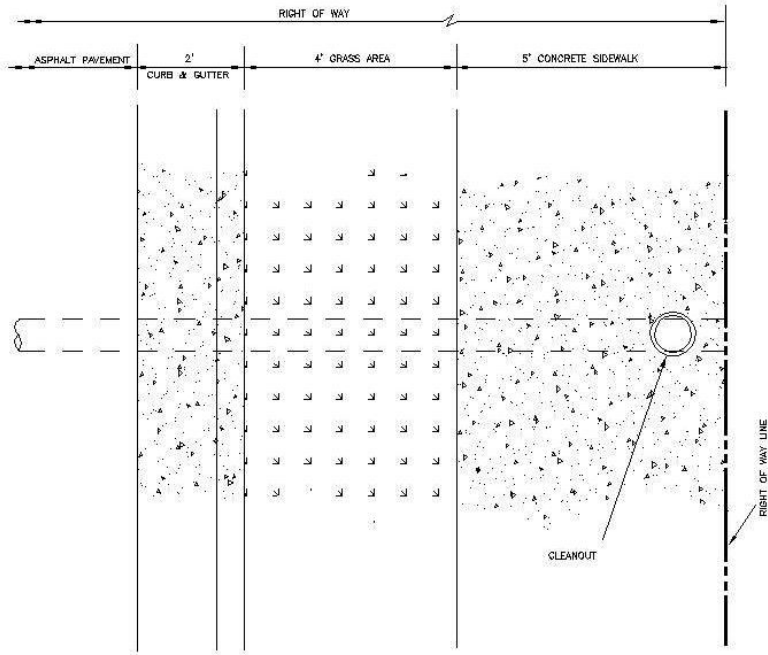 RIGHT OF WAY
ASPHALT PAVEMENT
2'
CURB & GUTTER
4' GRASS AREA
5' CONCRETE SIDEWALK
CLEANOUT
RIGHT OF WAY LINE